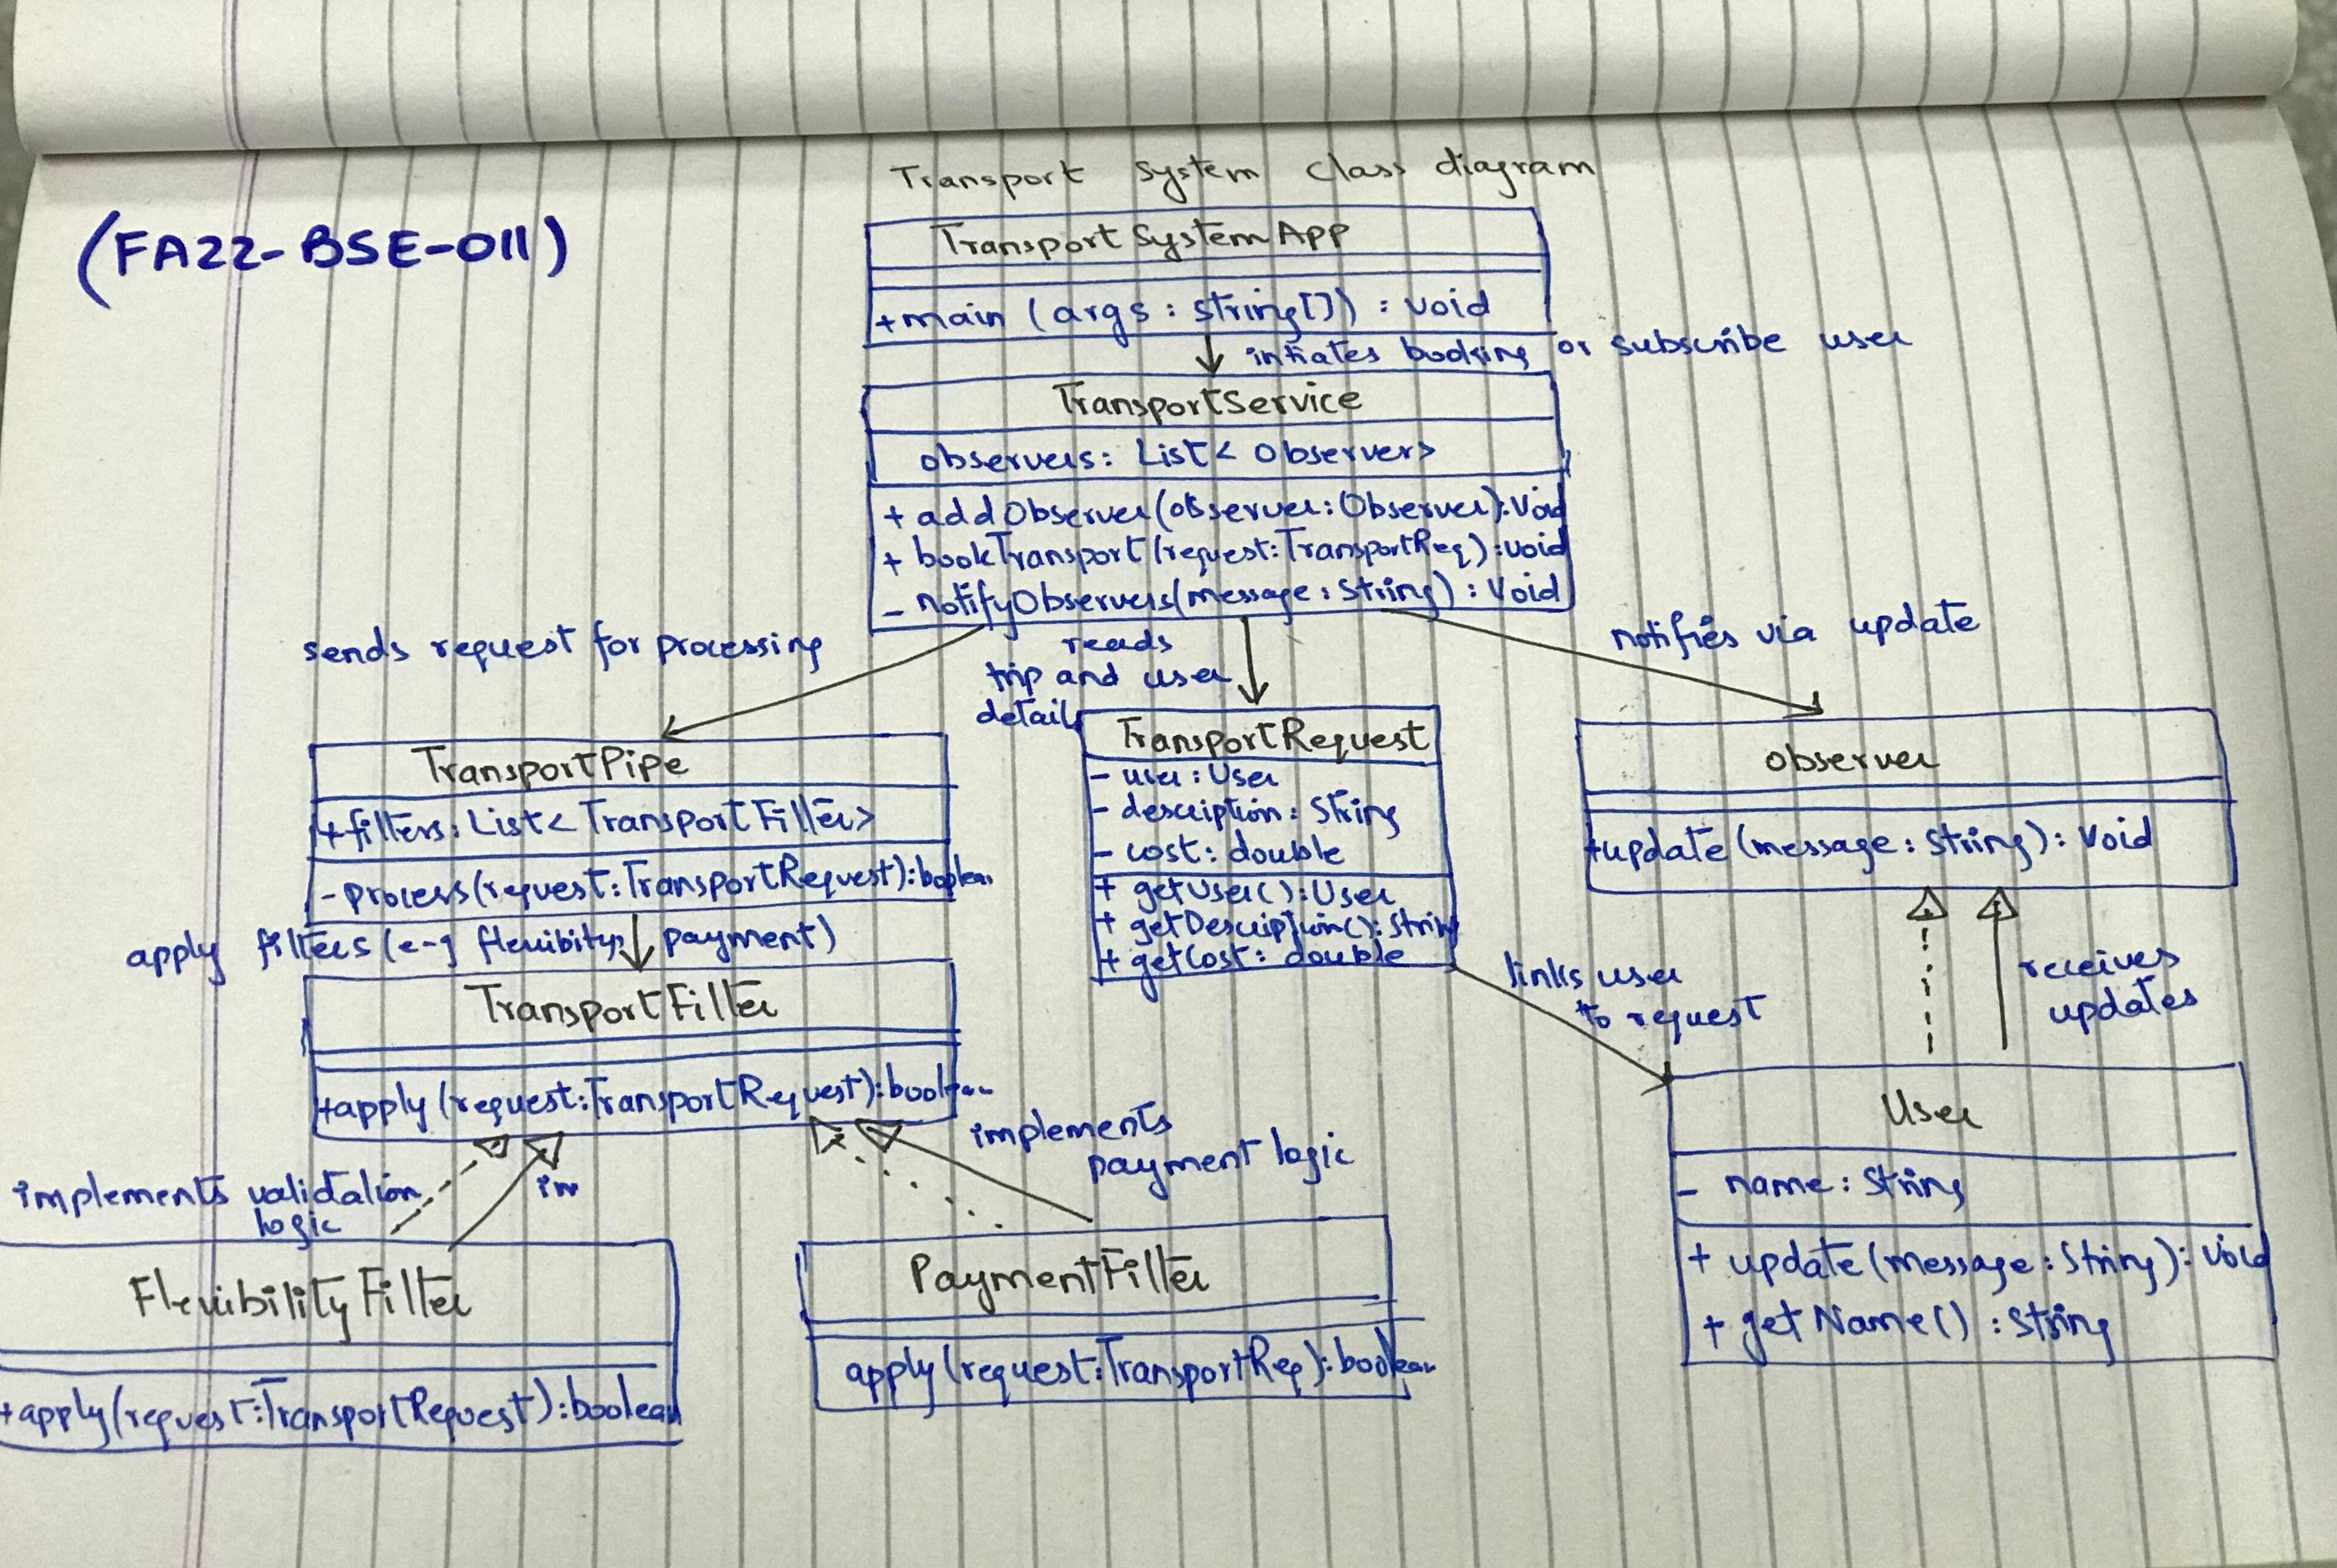 Transport System Class diagram
(FA22-BSE-011)
TransportSystemApp
+main (args : string[]) : void
intiates booking or subscribe user
TransportService
observers: List< Observer>
+ addObserver(observer:Observer):Void
+ bookTransport(request:TransportReq):void
- notifyObservers(message : String) : Void
sends request for processing
reads
trip and user
details
notifies via update
TransportPipe
+filters: List< TransportFilter>
-process(request:TransportRequest):boolean
TransportRequest
- user : User
- description : String
- cost : double
+ getUser():User
+ getDescription():String
+ getCost: double
observer
+update (message : String) : Void
apply filters (e-g flexibity, payment)
TransportFilter
+apply (request:TransportRequest):boolean
links user
to request
receives
updates
implements validation
logic
im
implements
payment logic
FlexibilityFilter
+apply(request:TransportRequest):boolean
PaymentFilter
apply(request:TransportReq):boolean
User
- name : String
+ update(message : String) : Void
+ getName() : String